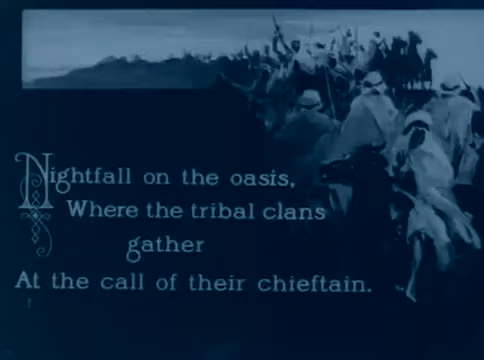 Nightfall on the oasis,
Where the tribal clans
gather
At the call of their chieftain.